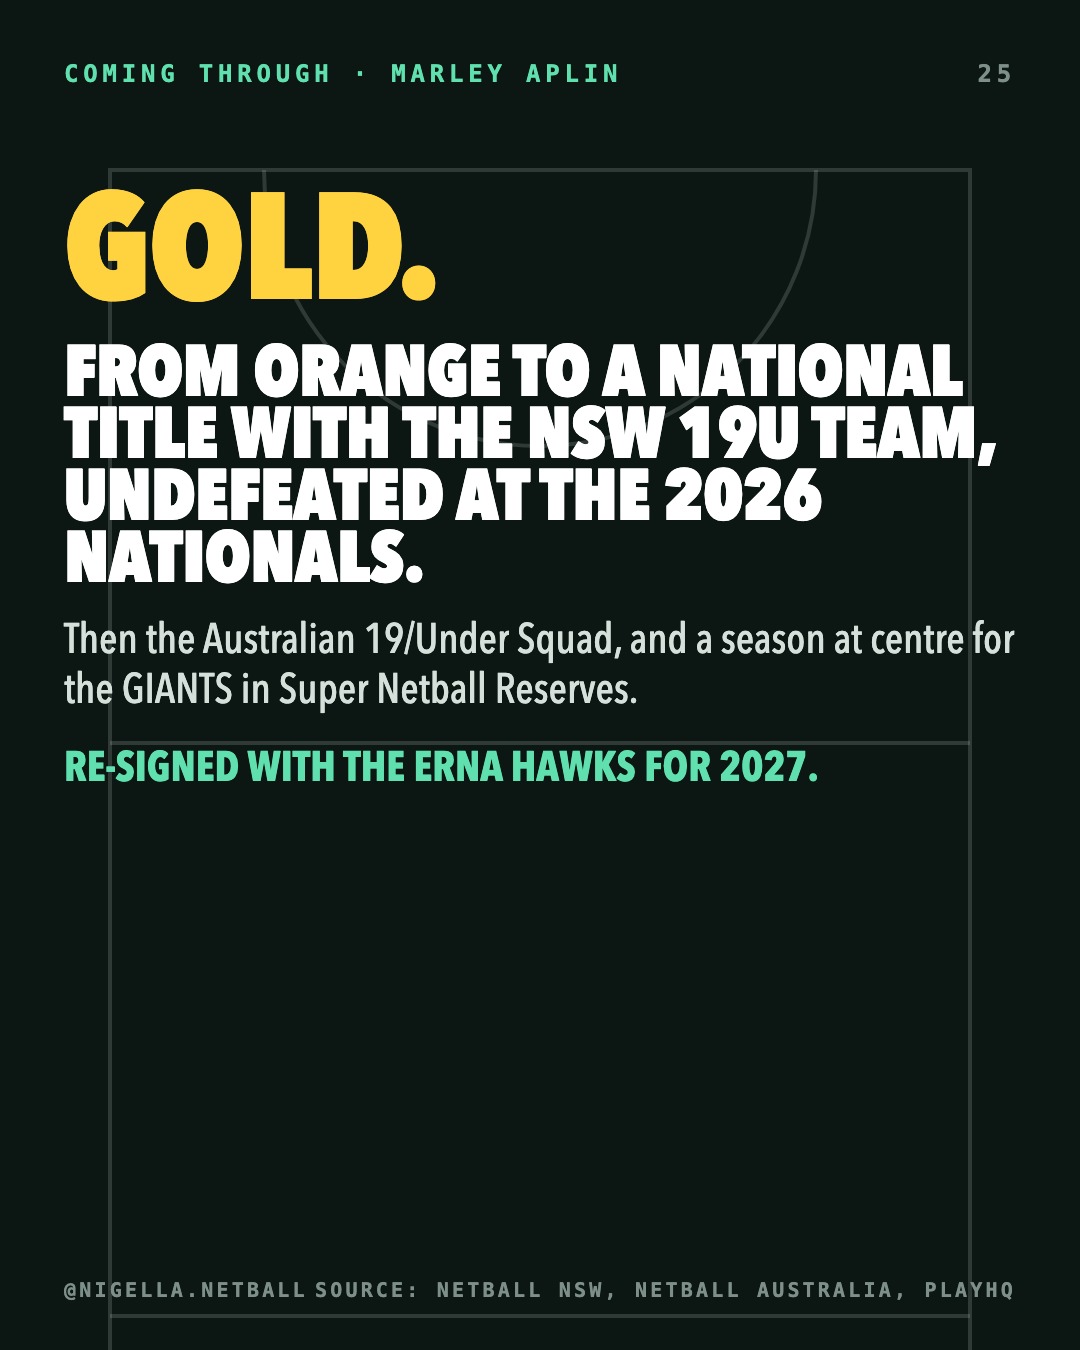 COMING THROUGH · MARLEY APLIN
25
GOLD.
FROM ORANGE TO A NATIONAL
TITLE WITH THE NSW 19U TEAM,
UNDEFEATED AT THE 2026
NATIONALS.
Then the Australian 19/Under Squad, and a season at centre for
the GIANTS in Super Netball Reserves.
RE-SIGNED WITH THE ERNA HAWKS FOR 2027.
@NIGELLA.NETBALL SOURCE: NETBALL NSW, NETBALL AUSTRALIA, PLAYHQ